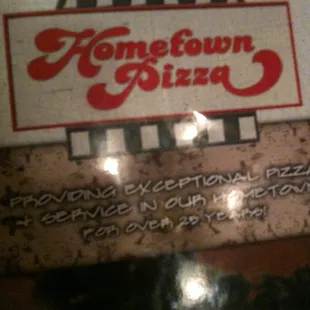 Hometown
Pizza
PROVIDING EXCEPTIONAL PIZZA
+ SERVICE IN OUR HOMETOWN
FOR OVER 25 YEARS!